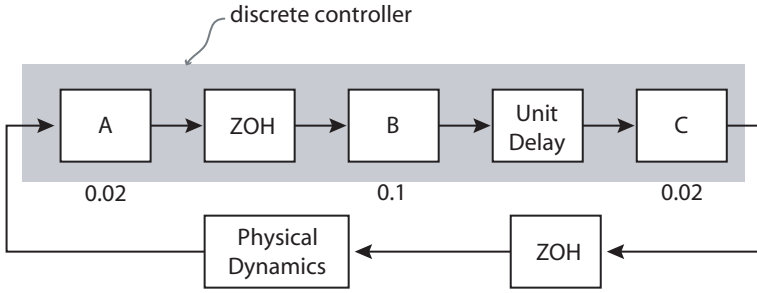 discrete controller
A
ZOH
B
Unit
Delay
C
0.02
0.1
0.02
Physical
Dynamics
ZOH